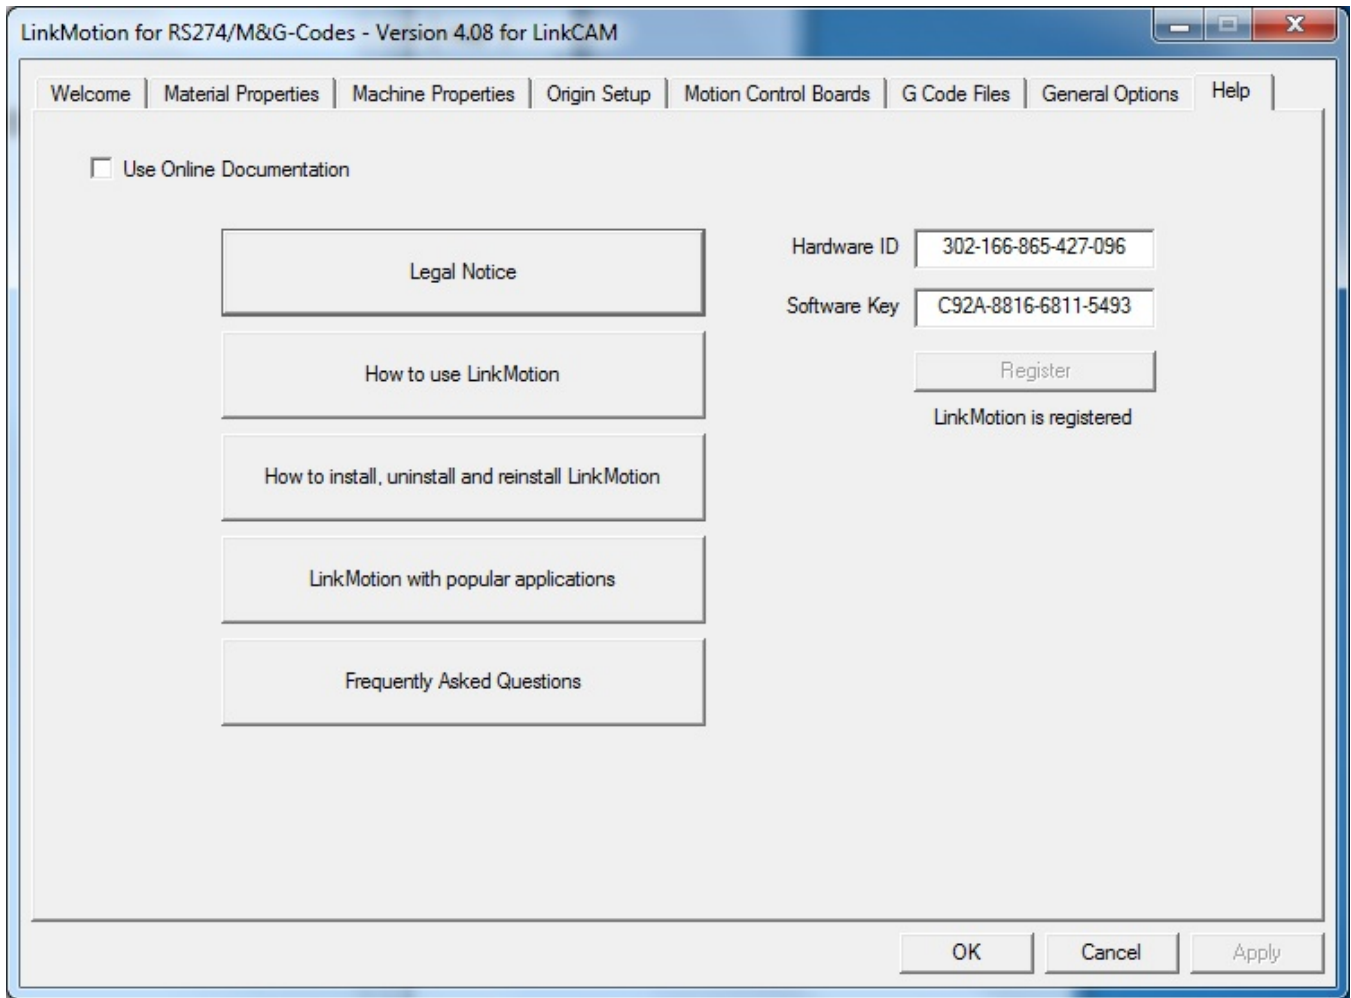 LinkMotion for RS274/M&G-Codes - Version 4.08 for LinkCAM
Welcome Material Properties Machine Properties Origin Setup Motion Control Boards G Code Files General Options Help
Use Online Documentation
Legal Notice
Hardware ID 302-166-865-427-096
Software Key C92A-8816-6811-5493
How to use LinkMotion
Register
LinkMotion is registered
How to install, uninstall and reinstall LinkMotion
LinkMotion with popular applications
Frequently Asked Questions
OK Cancel Apply